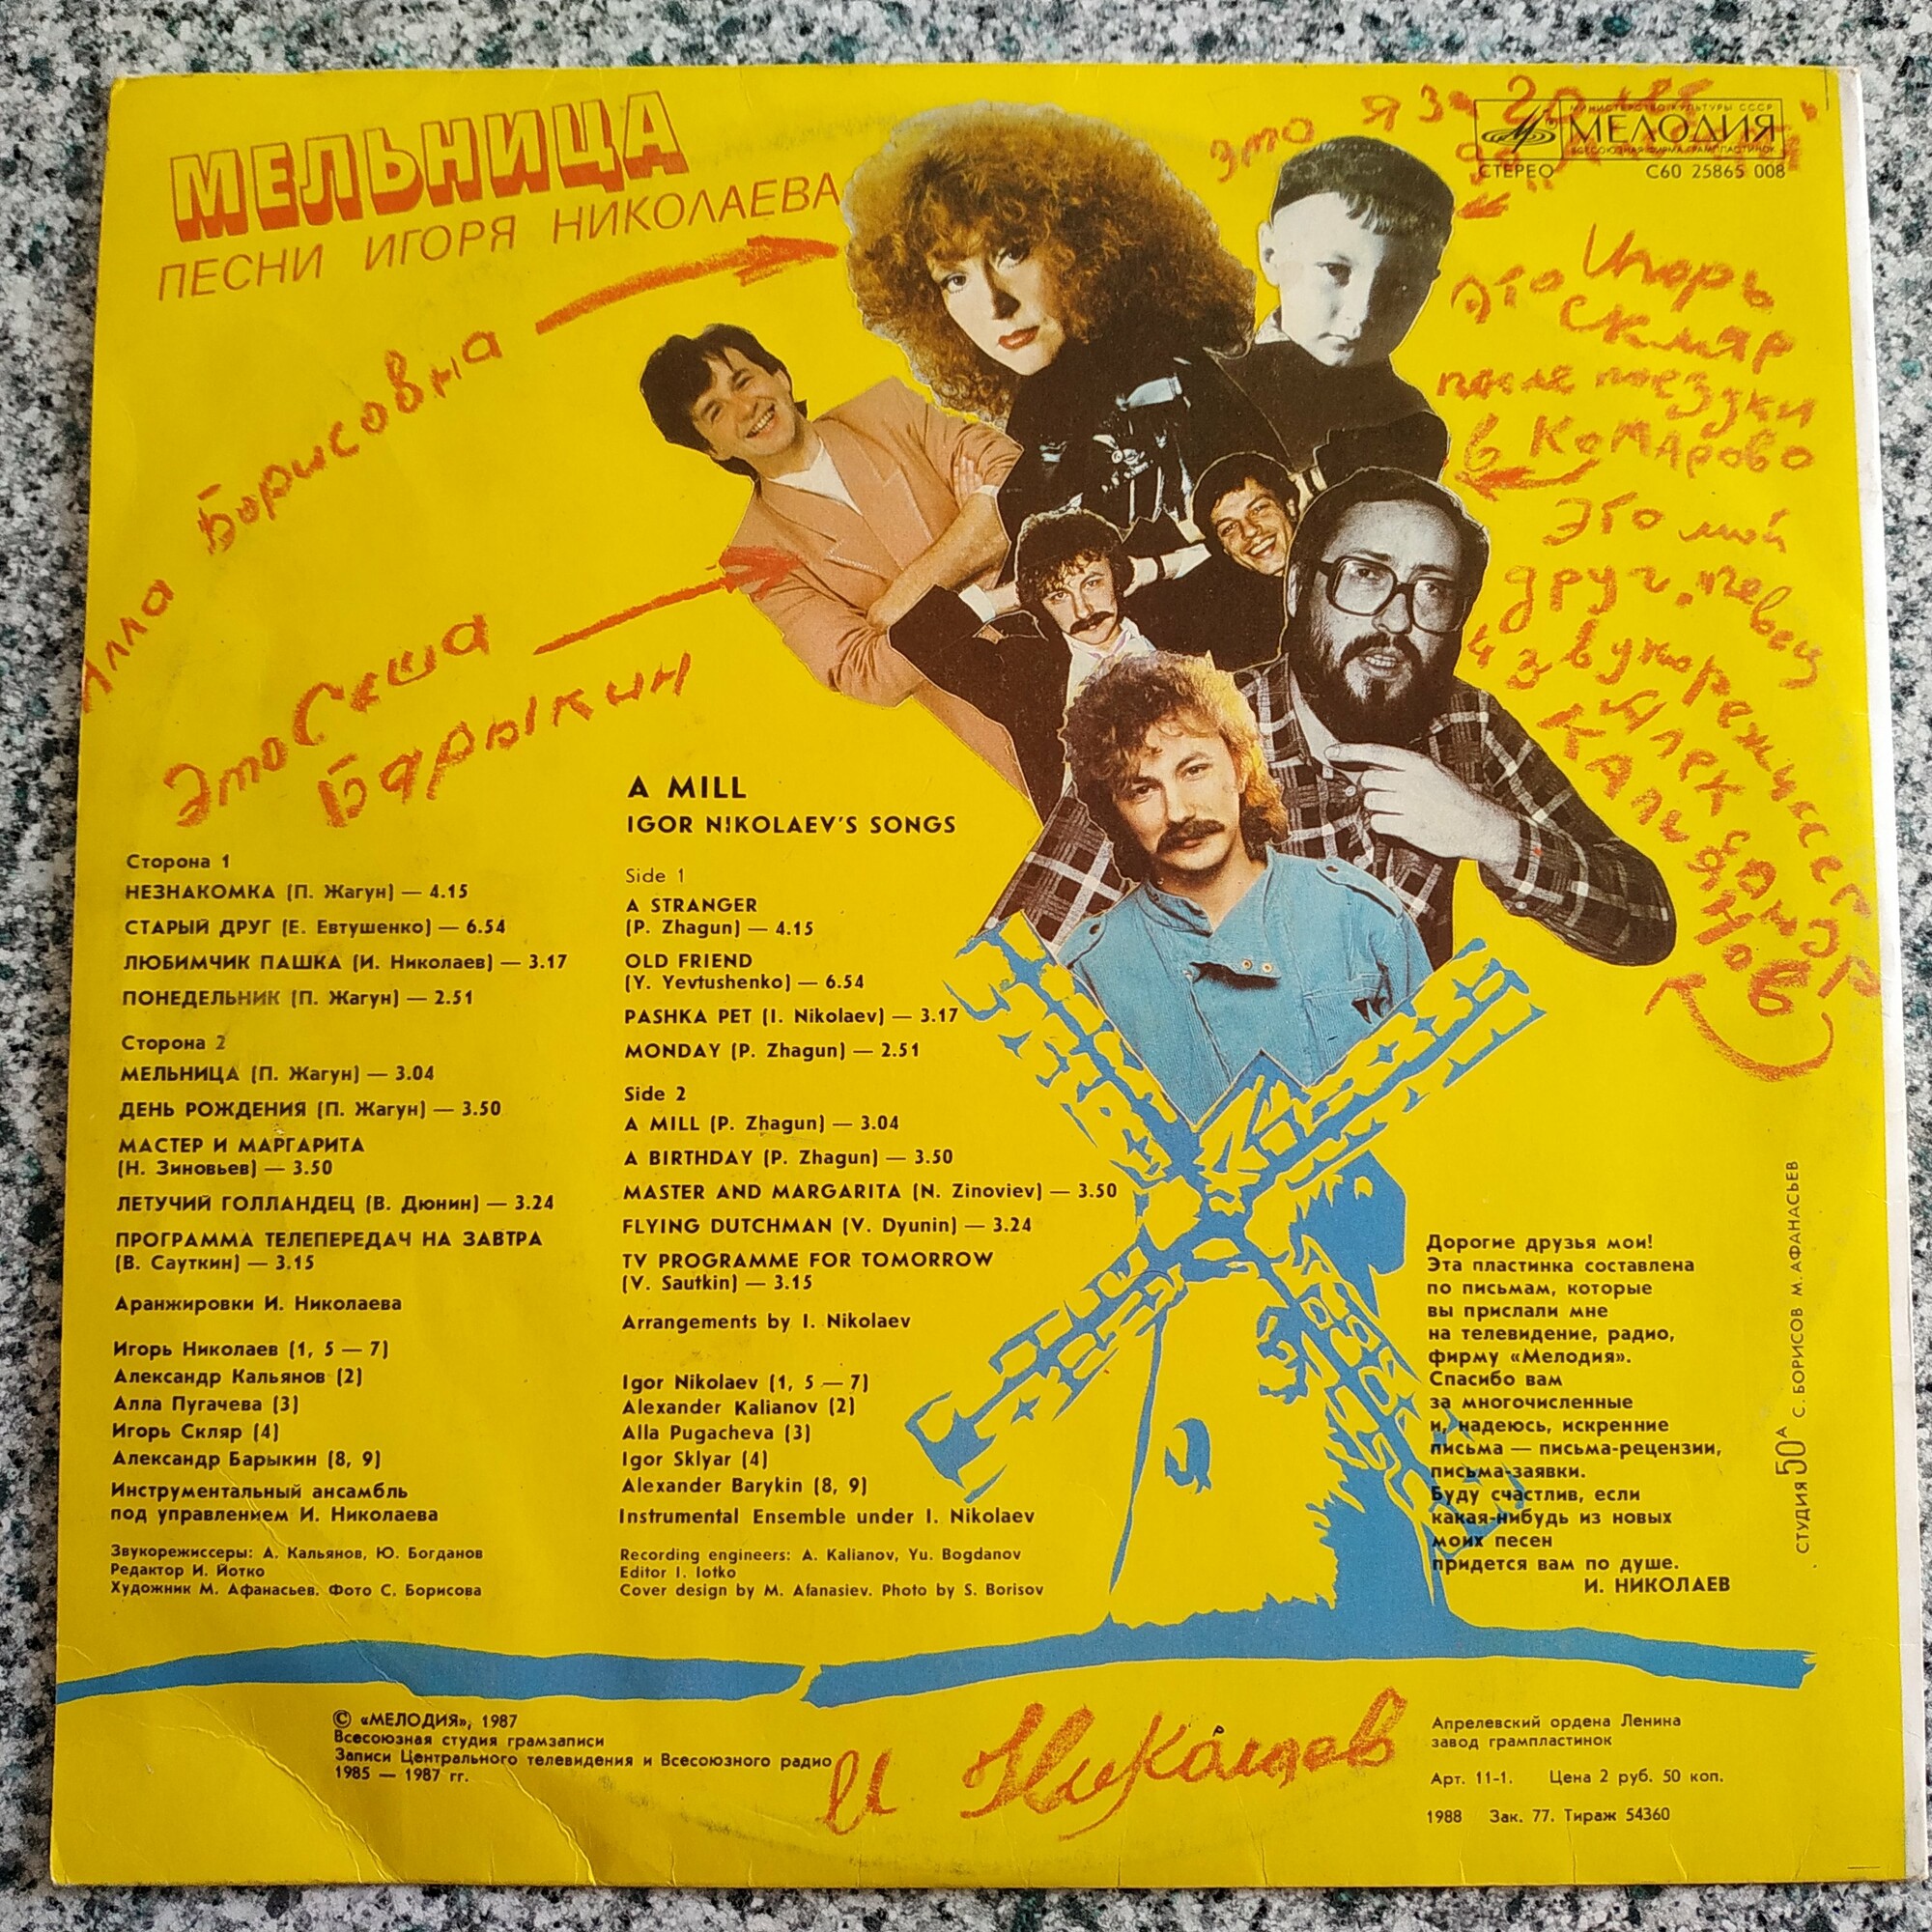 МЕЛЬНИЦА
ПЕСНИ ИГОРЯ НИКОЛАЕВА
МИНИСТЕРСТВО КУЛЬТУРЫ СССР
МЕЛОДИЯ
ВСЕСОЮЗНАЯ ФИРМА ГРАМПЛАСТИНОК
СТЕРЕО С60 25865 008
Это я за 20 лет
до
Алла Борисовна
Это Саша
Барыкин
Игорь
Это Скляр
после поездки
в Комарово
Это мой
друг, певец
и звукорежиссер
Александр
Кальянов
A MILL
IGOR NIKOLAEV'S SONGS
Сторона 1
НЕЗНАКОМКА (П. Жагун) — 4.15
СТАРЫЙ ДРУГ (Е. Евтушенко) — 6.54
ЛЮБИМЧИК ПАШКА (И. Николаев) — 3.17
ПОНЕДЕЛЬНИК (П. Жагун) — 2.51
Сторона 2
МЕЛЬНИЦА (П. Жагун) — 3.04
ДЕНЬ РОЖДЕНИЯ (П. Жагун) — 3.50
МАСТЕР И МАРГАРИТА
(Н. Зиновьев) — 3.50
ЛЕТУЧИЙ ГОЛЛАНДЕЦ (В. Дюнин) — 3.24
ПРОГРАММА ТЕЛЕПЕРЕДАЧ НА ЗАВТРА
(В. Сауткин) — 3.15
Аранжировки И. Николаева
Игорь Николаев (1, 5 — 7)
Александр Кальянов (2)
Алла Пугачева (3)
Игорь Скляр (4)
Александр Барыкин (8, 9)
Инструментальный ансамбль
под управлением И. Николаева
Звукорежиссеры: А. Кальянов, Ю. Богданов
Редактор И. Йотко
Художник М. Афанасьев. Фото С. Борисова
Side 1
A STRANGER
(P. Zhagun) — 4.15
OLD FRIEND
(Y. Yevtushenko) — 6.54
PASHKA PET (I. Nikolaev) — 3.17
MONDAY (P. Zhagun) — 2.51
Side 2
A MILL (P. Zhagun) — 3.04
A BIRTHDAY (P. Zhagun) — 3.50
MASTER AND MARGARITA (N. Zinoviev) — 3.50
FLYING DUTCHMAN (V. Dyunin) — 3.24
TV PROGRAMME FOR TOMORROW
(V. Sautkin) — 3.15
Arrangements by I. Nikolaev
Igor Nikolaev (1, 5 — 7)
Alexander Kalianov (2)
Alla Pugacheva (3)
Igor Sklyar (4)
Alexander Barykin (8, 9)
Instrumental Ensemble under I. Nikolaev
Recording engineers: A. Kalianov, Yu. Bogdanov
Editor I. Iotko
Cover design by M. Afanasiev. Photo by S. Borisov
Дорогие друзья мои!
Эта пластинка составлена
по письмам, которые
вы прислали мне
на телевидение, радио,
фирму «Мелодия».
Спасибо вам
за многочисленные
и, надеюсь, искренние
письма — письма-рецензии,
письма-заявки.
Буду счастлив, если
какая-нибудь из новых
моих песен
придется вам по душе.
И. НИКОЛАЕВ
СТУДИЯ 50А С. БОРИСОВ М. АФАНАСЬЕВ
© «МЕЛОДИЯ», 1987
Всесоюзная студия грамзаписи
Записи Центрального телевидения и Всесоюзного радио
1985 — 1987 гг.
И Николаев
Апрелевский ордена Ленина
завод грампластинок
Арт. 11-1. Цена 2 руб. 50 коп.
1988 Зак. 77. Тираж 54360